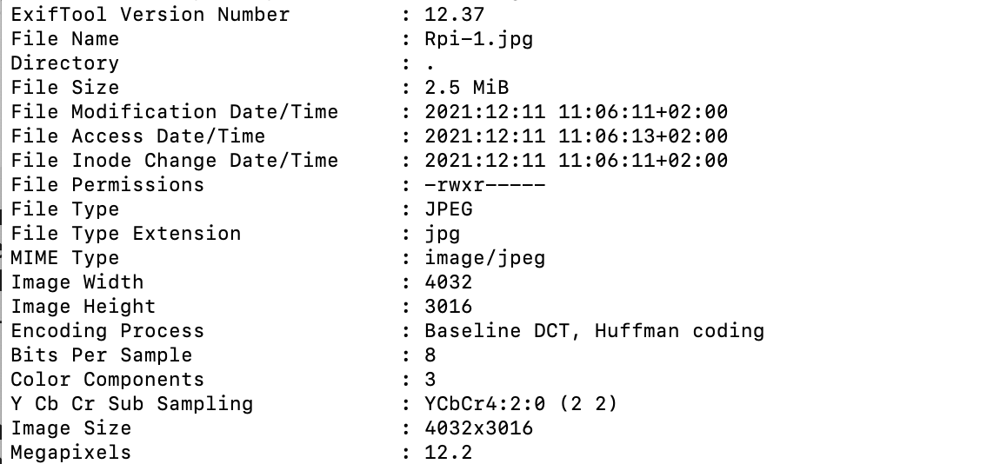 ExifTool Version Number : 12.37
File Name : Rpi-1.jpg
Directory : .
File Size : 2.5 MiB
File Modification Date/Time : 2021:12:11 11:06:11+02:00
File Access Date/Time : 2021:12:11 11:06:13+02:00
File Inode Change Date/Time : 2021:12:11 11:06:11+02:00
File Permissions : -rwxr-----
File Type : JPEG
File Type Extension : jpg
MIME Type : image/jpeg
Image Width : 4032
Image Height : 3016
Encoding Process : Baseline DCT, Huffman coding
Bits Per Sample : 8
Color Components : 3
Y Cb Cr Sub Sampling : YCbCr4:2:0 (2 2)
Image Size : 4032x3016
Megapixels : 12.2